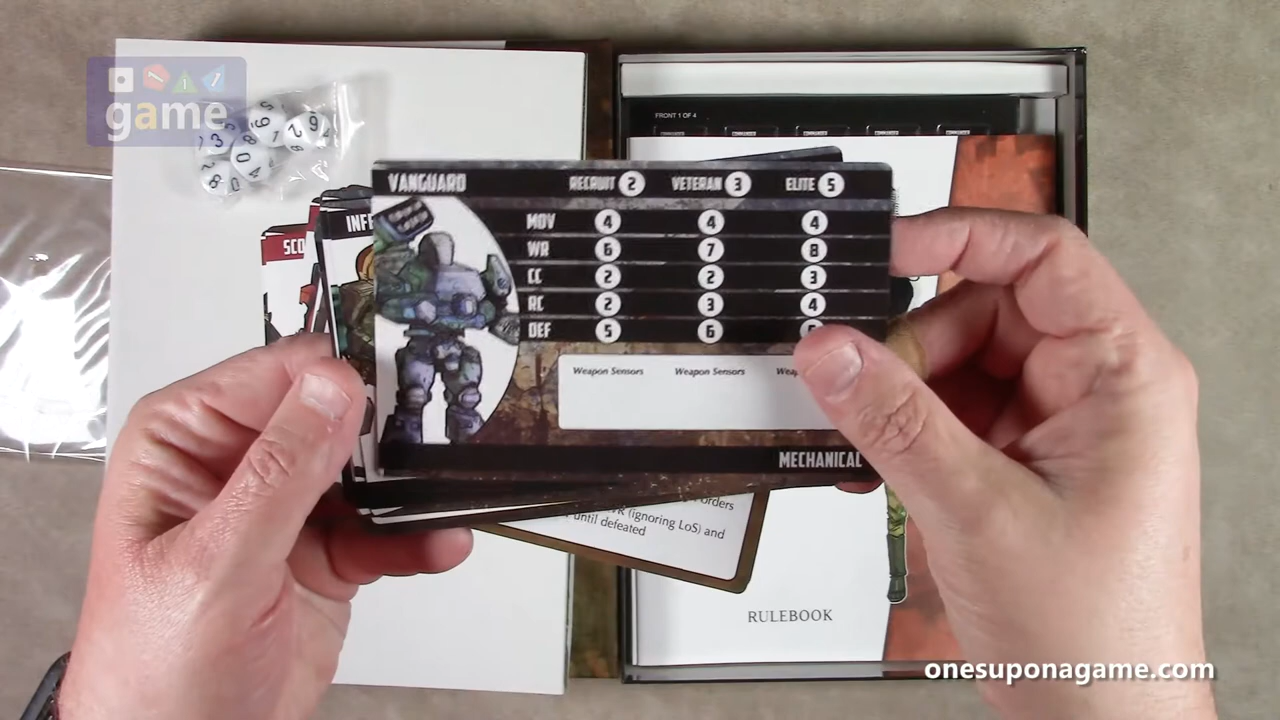 game
FRONT 1 OF 4
VANGUARD RECRUIT 2 VETERAN 3 ELITE 5
MOV 4 4 4
WR 6 7 8
CC 2 2 3
RC 2 3 4
DEF 5 6
Weapon Sensors Weapon Sensors
MECHANICAL
orders
(ignoring LoS) and
until defeated
RULEBOOK
onesuponagame.com